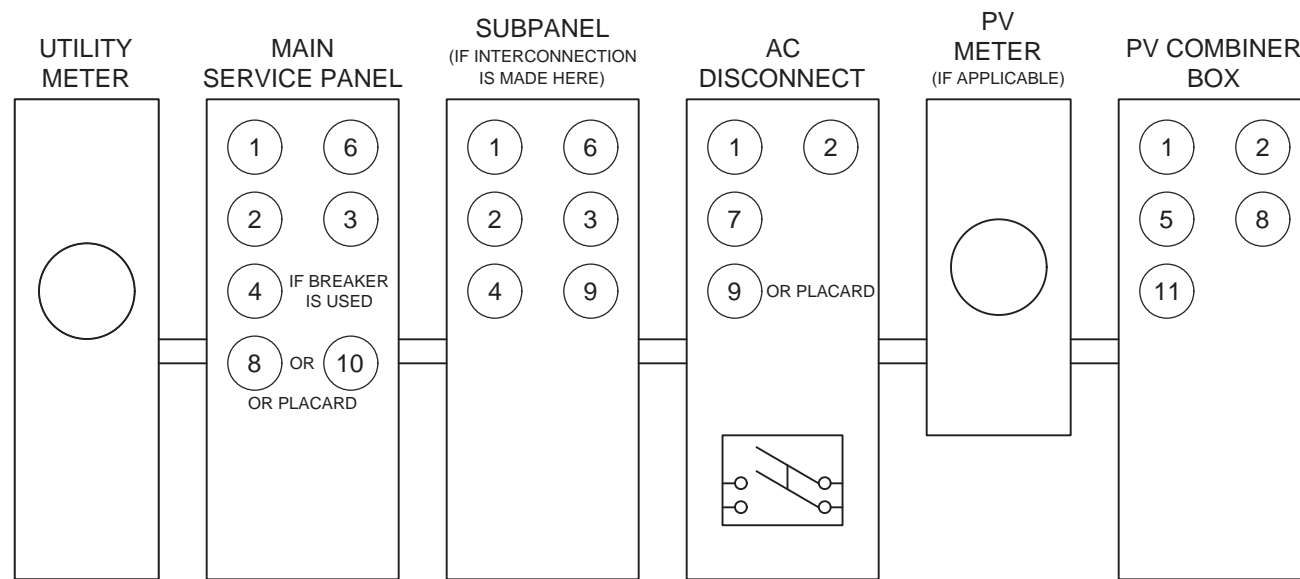 UTILITY
METER
MAIN
SERVICE PANEL
SUBPANEL
(IF INTERCONNECTION
IS MADE HERE)
AC
DISCONNECT
PV
METER
(IF APPLICABLE)
PV COMBINER
BOX
1 6
2 3
4 IF BREAKER
IS USED
8 OR 10
OR PLACARD
1 6
2 3
4 9
1 2
7
9 OR PLACARD
1 2
5 8
11